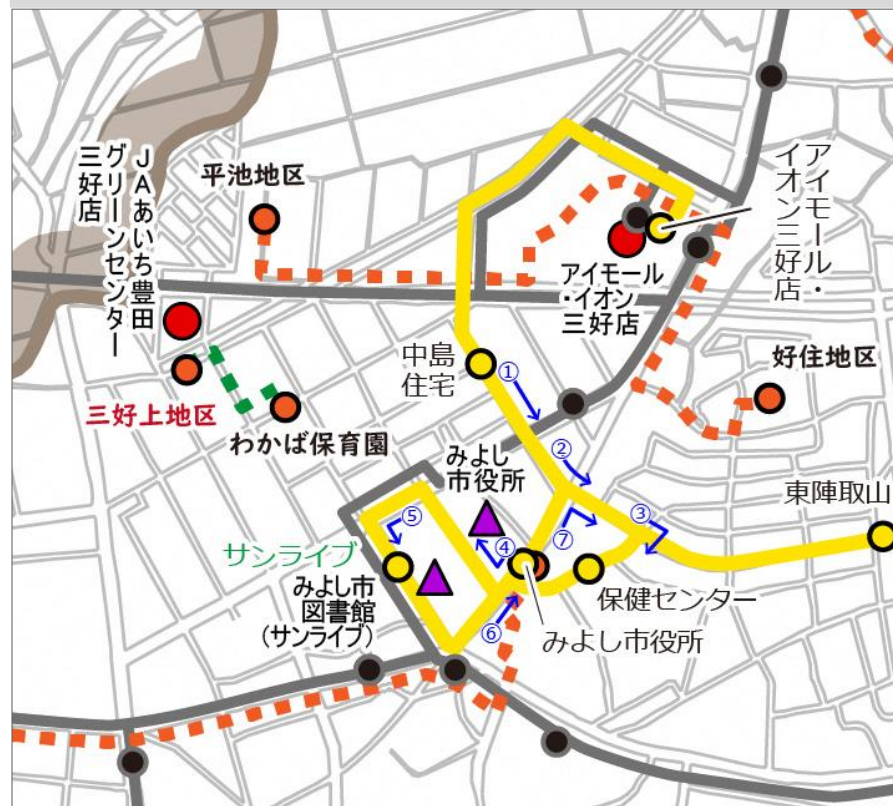 JAあいち豊田
グリーンセンター
三好店
平池地区
アイモール・
イオン三好店
アイモール
・イオン
三好店
中島
住宅
①
好住地区
三好上地区
わかば保育園
みよし
市役所
②
東陣取山
③
⑤
サンライブ
④
⑦
みよし市
図書館
(サンライブ)
保健センター
⑥
みよし市役所